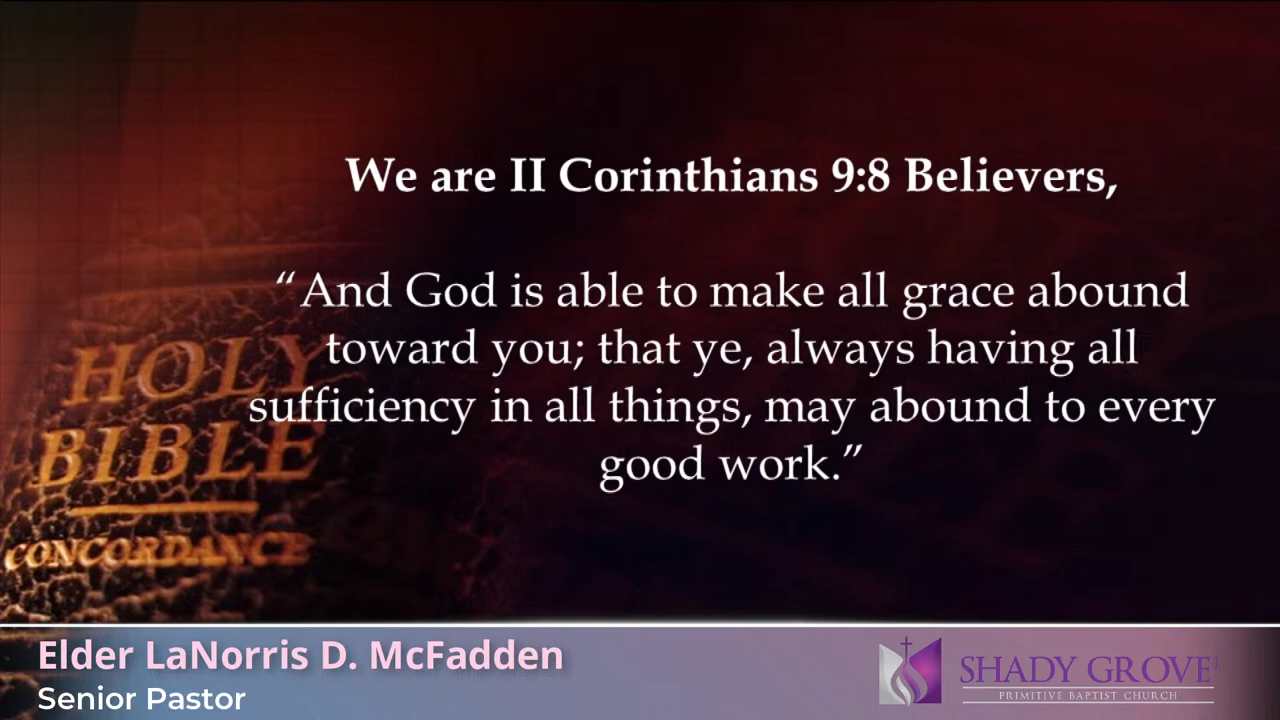 We are II Corinthians 9:8 Believers,
“And God is able to make all grace abound
toward you; that ye, always having all
sufficiency in all things, may abound to every
good work.”
HOLY
BIBLE
CONCORDANCE
Elder LaNorris D. McFadden
Senior Pastor
SHADY GROVE
PRIMITIVE BAPTIST CHURCH